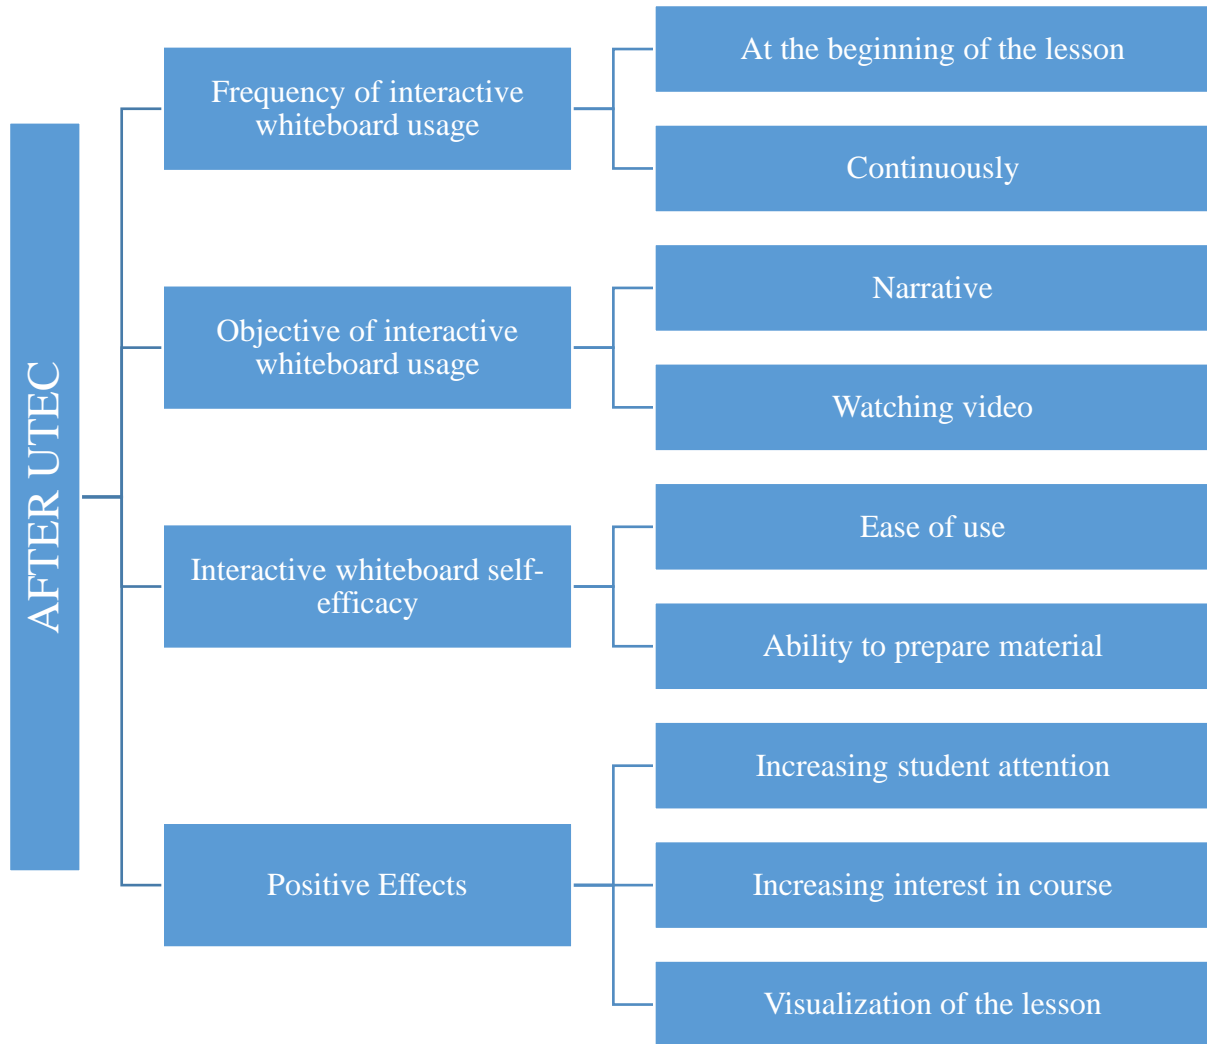 AFTER UTEC
Frequency of interactive
whiteboard usage
At the beginning of the lesson
Continuously
Objective of interactive
whiteboard usage
Narrative
Watching video
Interactive whiteboard self-
efficacy
Ease of use
Ability to prepare material
Positive Effects
Increasing student attention
Increasing interest in course
Visualization of the lesson